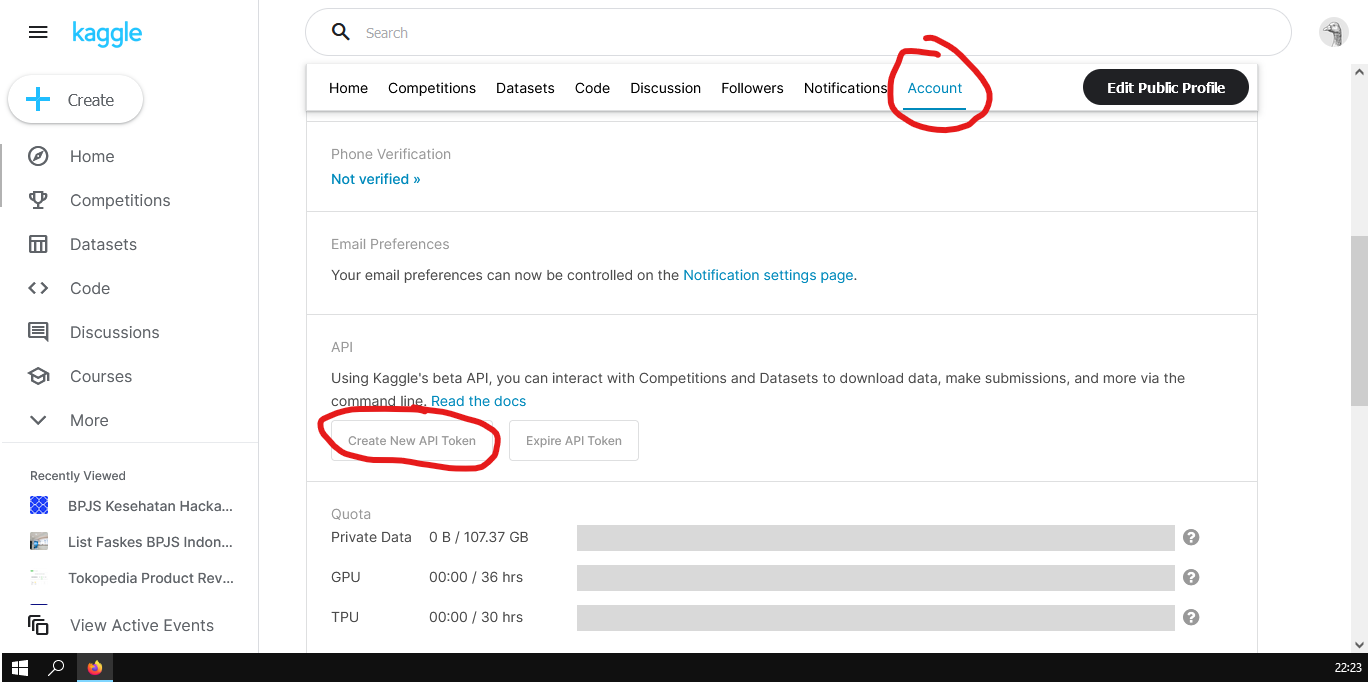 kaggle
Search
Create
Home
Competitions
Datasets
Code
Discussions
Courses
More
Recently Viewed
BPJS Kesehatan Hacka...
List Faskes BPJS Indon...
Tokopedia Product Rev...
View Active Events
Home Competitions Datasets Code Discussion Followers Notifications Account Edit Public Profile
Phone Verification
Not verified »
Email Preferences
Your email preferences can now be controlled on the Notification settings page.
API
Using Kaggle's beta API, you can interact with Competitions and Datasets to download data, make submissions, and more via the
command line. Read the docs
Create New API Token Expire API Token
Quota
Private Data 0 B / 107.37 GB ?
GPU 00:00 / 36 hrs ?
TPU 00:00 / 30 hrs ?
22:23